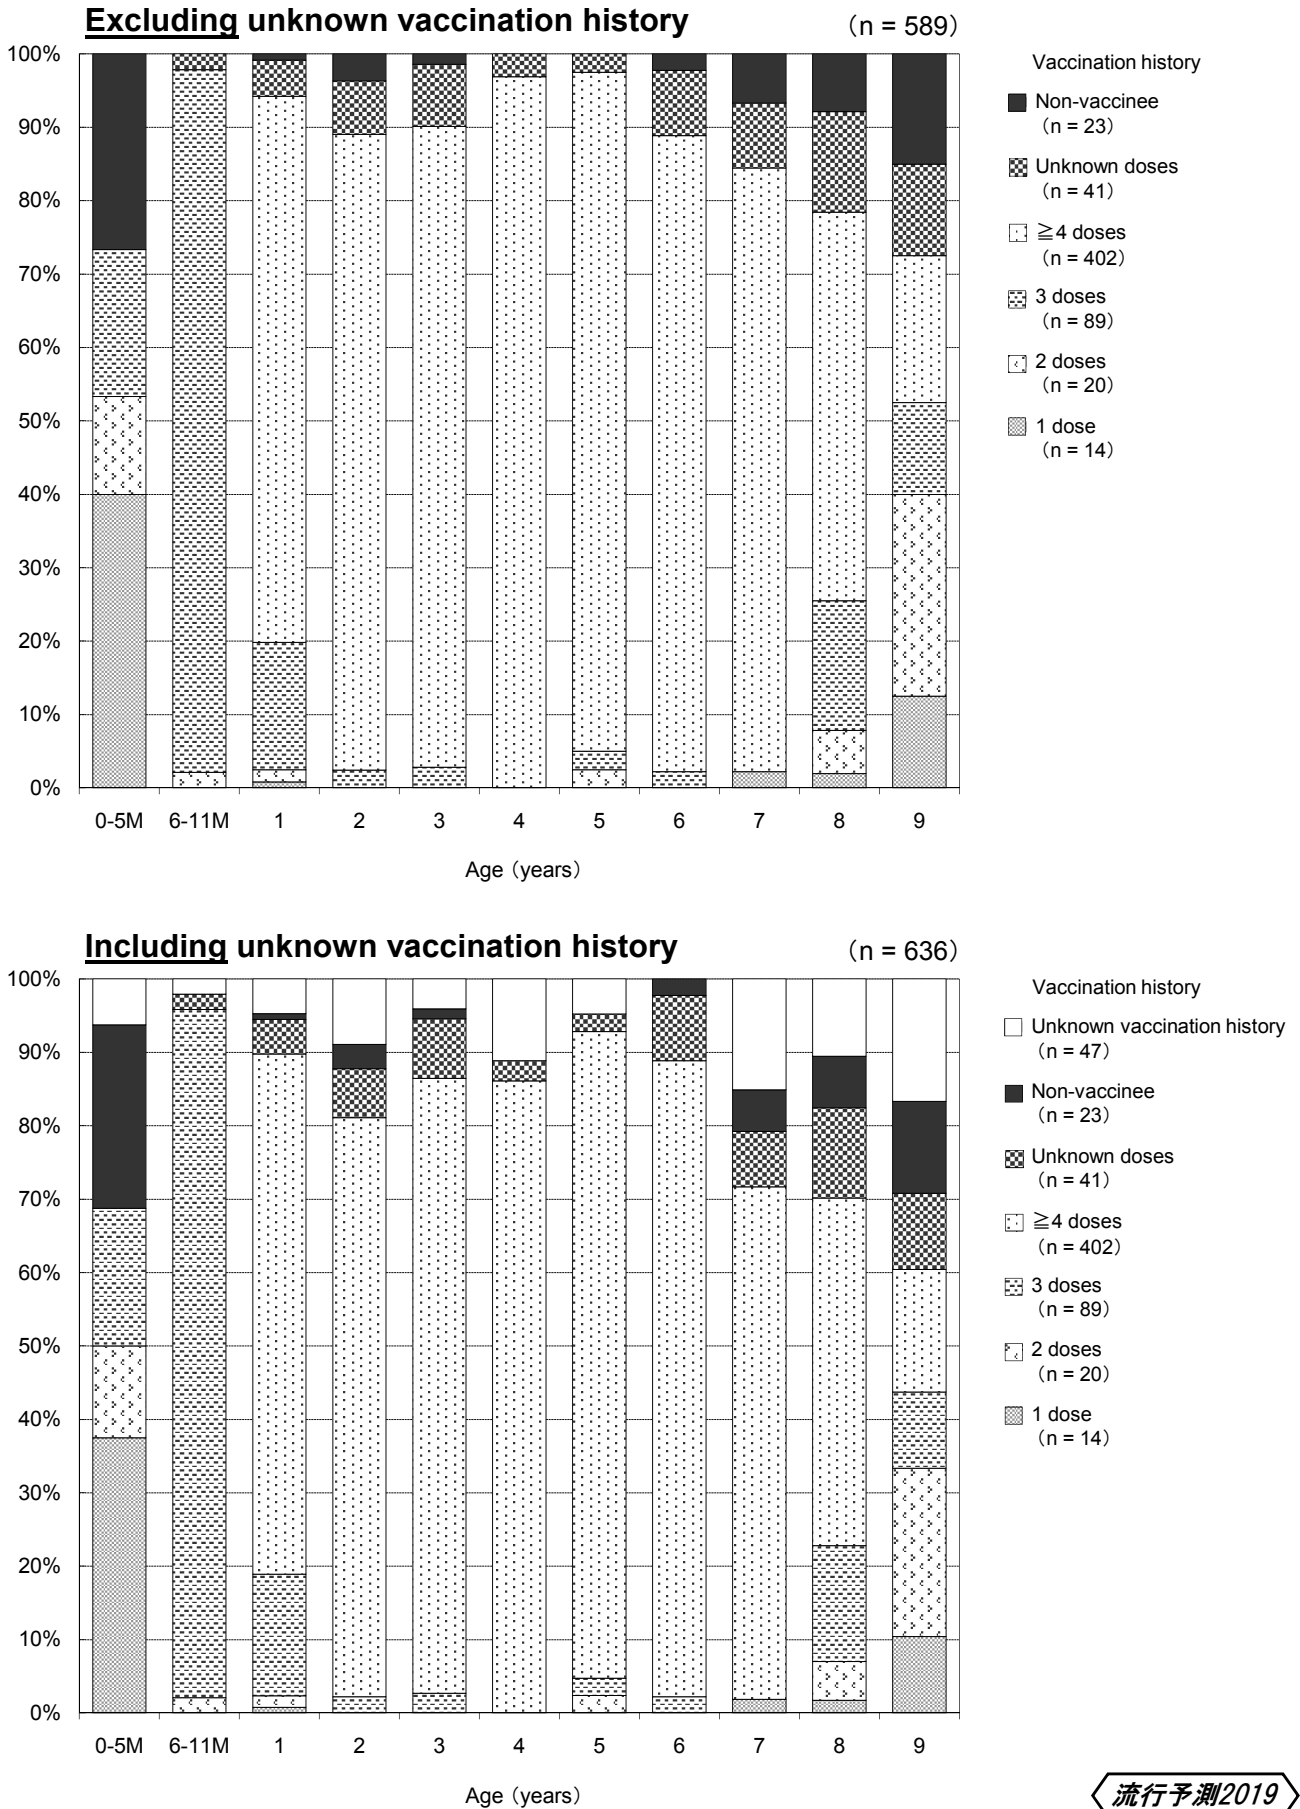 Excluding unknown vaccination history （n = 589）
100%
90%
80%
70%
60%
50%
40%
30%
20%
10%
0%
0-5M 6-11M 1 2 3 4 5 6 7 8 9
Age （years）
Vaccination history
Non-vaccinee
（n = 23）
Unknown doses
（n = 41）
≧4 doses
（n = 402）
3 doses
（n = 89）
2 doses
（n = 20）
1 dose
（n = 14）
Including unknown vaccination history （n = 636）
100%
90%
80%
70%
60%
50%
40%
30%
20%
10%
0%
0-5M 6-11M 1 2 3 4 5 6 7 8 9
Age （years）
Vaccination history
Unknown vaccination history
（n = 47）
Non-vaccinee
（n = 23）
Unknown doses
（n = 41）
≧4 doses
（n = 402）
3 doses
（n = 89）
2 doses
（n = 20）
1 dose
（n = 14）
流行予測2019